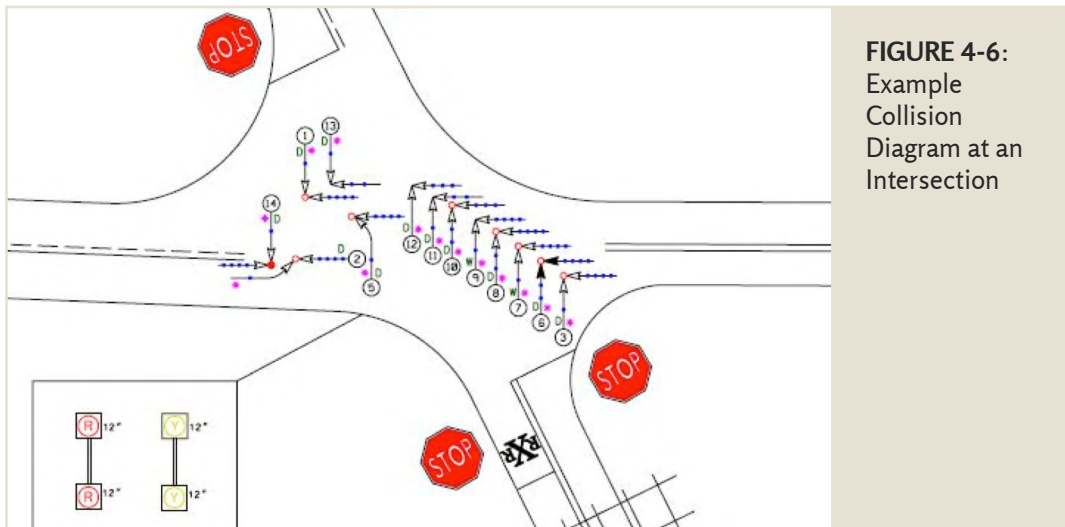 STOP
FIGURE 4-6:
Example
Collision
Diagram at an
Intersection
1
13
D
D
14
D
D
2
D
5
12
D
11
D
10
D
9
W
8
D
7
W
6
D
3
D
STOP
STOP
RXR
R 12"
Y 12"
R 12"
Y 12"